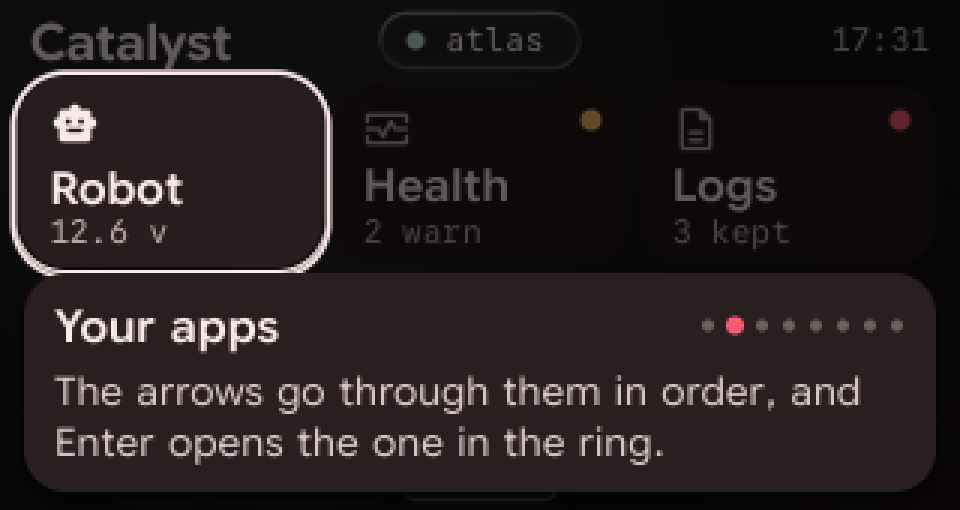 Catalyst
atlas
17:31
Robot
12.6 v
Health
2 warn
Logs
3 kept
Your apps
The arrows go through them in order, and
Enter opens the one in the ring.